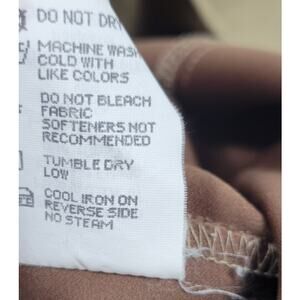 DO NOT DRY
MACHINE WASH
COLD WITH
LIKE COLORS
DO NOT BLEACH
FABRIC
SOFTENERS NOT
RECOMMENDED
TUMBLE DRY
LOW
COOL IRON ON
REVERSE SIDE
NO STEAM